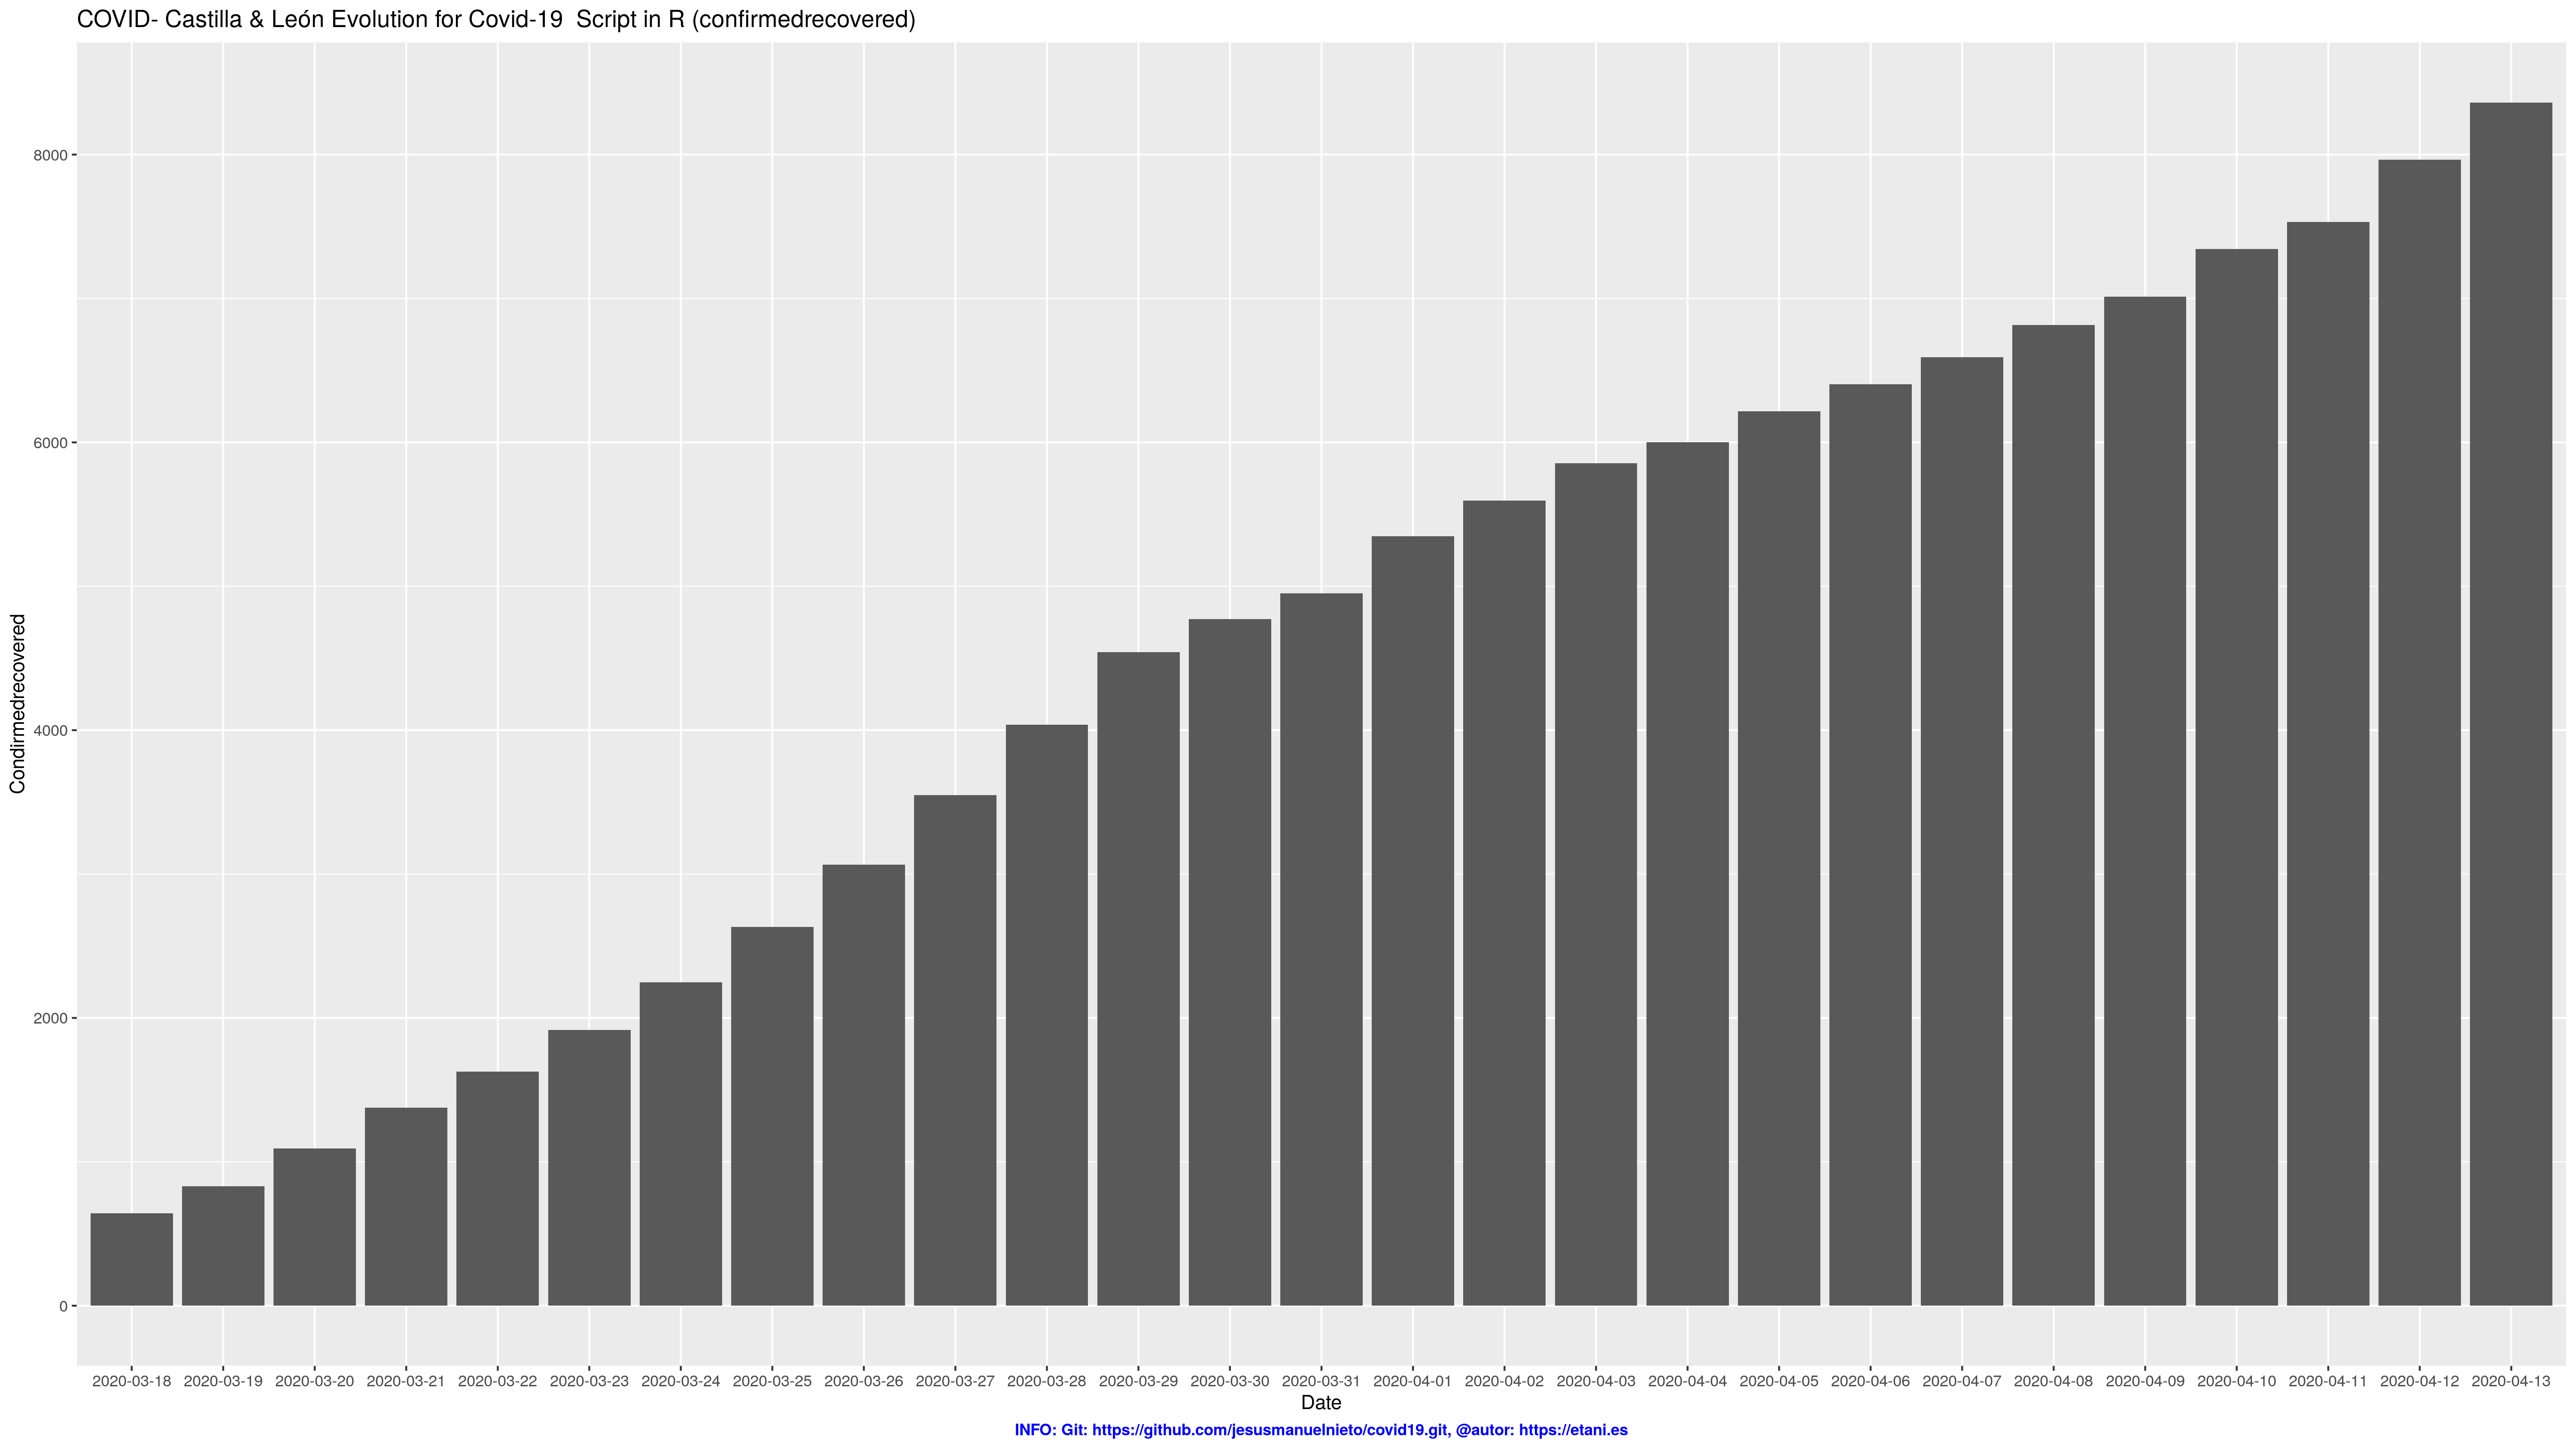 COVID- Castilla & León Evolution for Covid-19  Script in R (confirmedrecovered)
Condirmedrecovered
8000
6000
4000
2000
0
2020-03-18 2020-03-19 2020-03-20 2020-03-21 2020-03-22 2020-03-23 2020-03-24 2020-03-25 2020-03-26 2020-03-27 2020-03-28 2020-03-29 2020-03-30 2020-03-31 2020-04-01 2020-04-02 2020-04-03 2020-04-04 2020-04-05 2020-04-06 2020-04-07 2020-04-08 2020-04-09 2020-04-10 2020-04-11 2020-04-12 2020-04-13
Date
INFO: Git: https://github.com/jesusmanuelnieto/covid19.git, @autor: https://etani.es